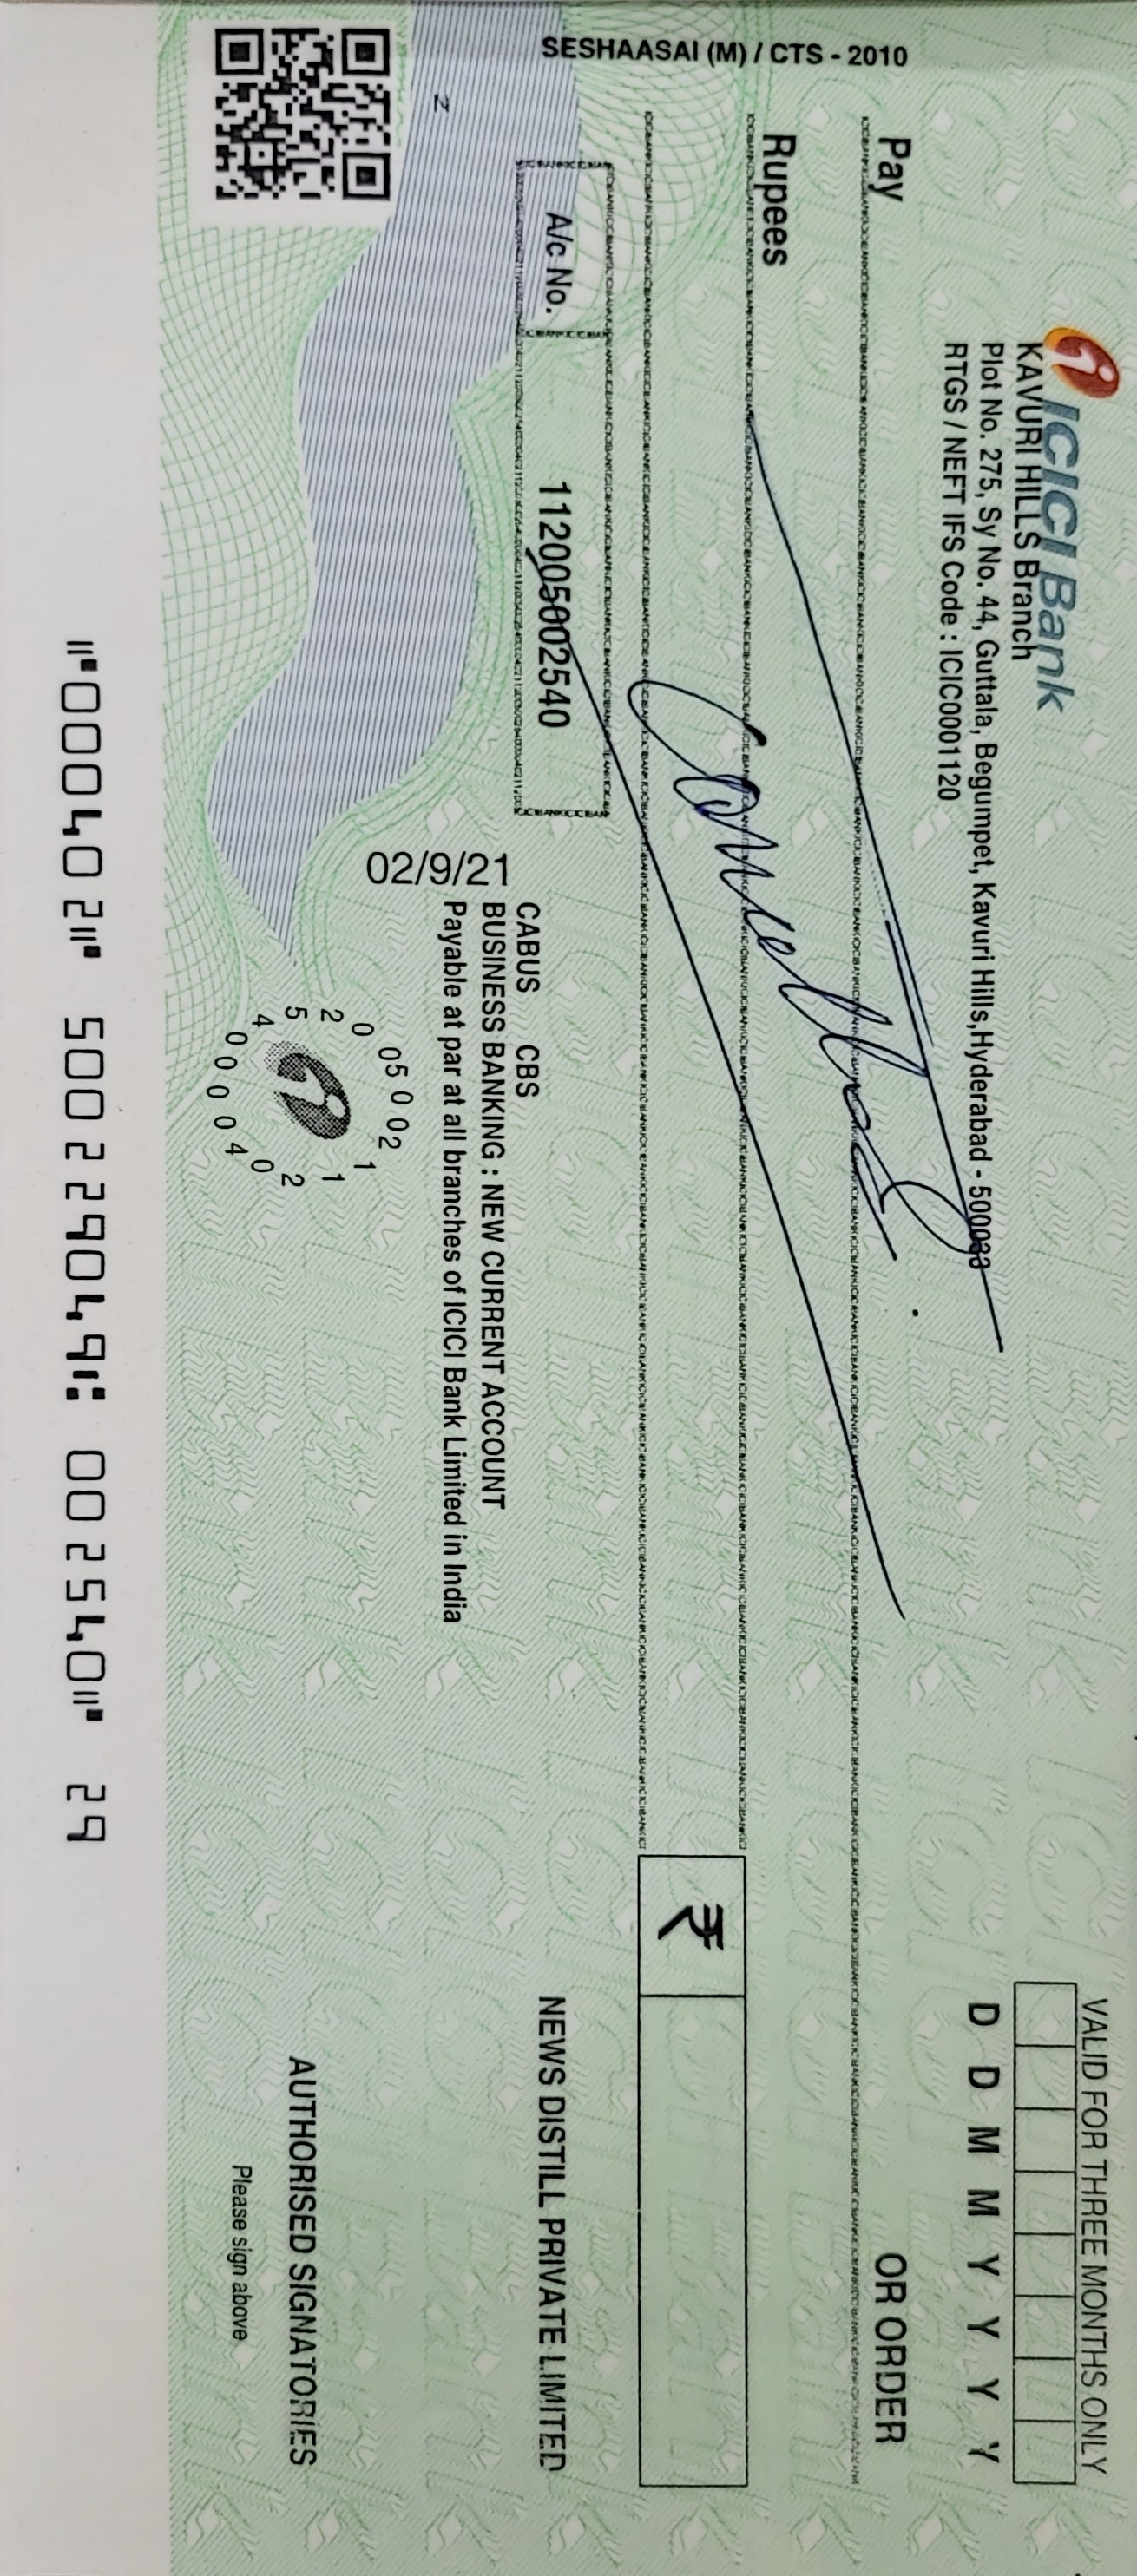 ICICI Bank
KAVURI HILLS Branch
Plot No. 275, Sy No. 44, Guttala, Begumpet, Kavuri Hills,Hyderabad - 500033
RTGS / NEFT IFS Code : ICIC0001120
VALID FOR THREE MONTHS ONLY
D D M M Y Y Y Y
Pay
OR ORDER
Rupees
₹
Cancelled
A/c No.
112005002540
NEWS DISTILL PRIVATE LIMITED
02/9/21
CABUS CBS
BUSINESS BANKING : NEW CURRENT ACCOUNT
Payable at par at all branches of ICICI Bank Limited in India
AUTHORISED SIGNATORIES
Please sign above
SESHAASAI (M) / CTS - 2010
Z
⑈000402⑈ 500229049⑆ 002540⑈ 29